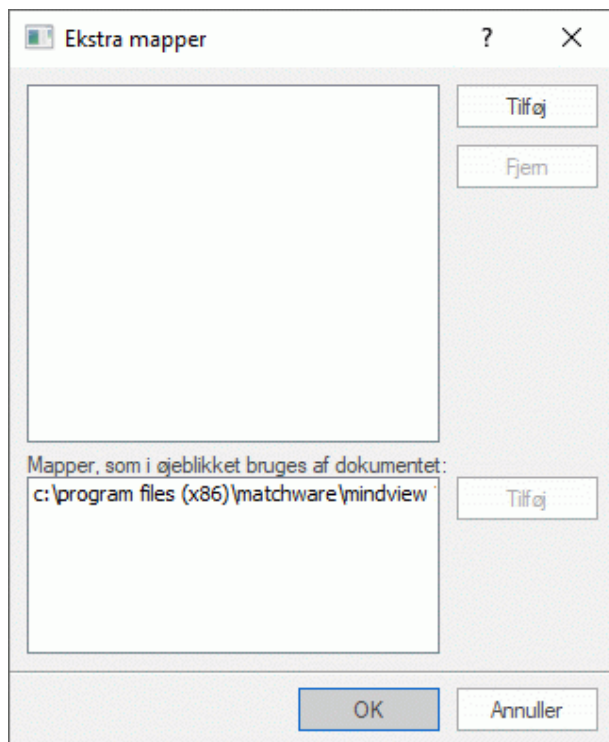 Ekstra mapper
?
Tilføj
Fjern
Mapper, som i øjeblikket bruges af dokumentet:
c:\program files (x86)\matchware\mindview
Tilføj
OK
Annuller